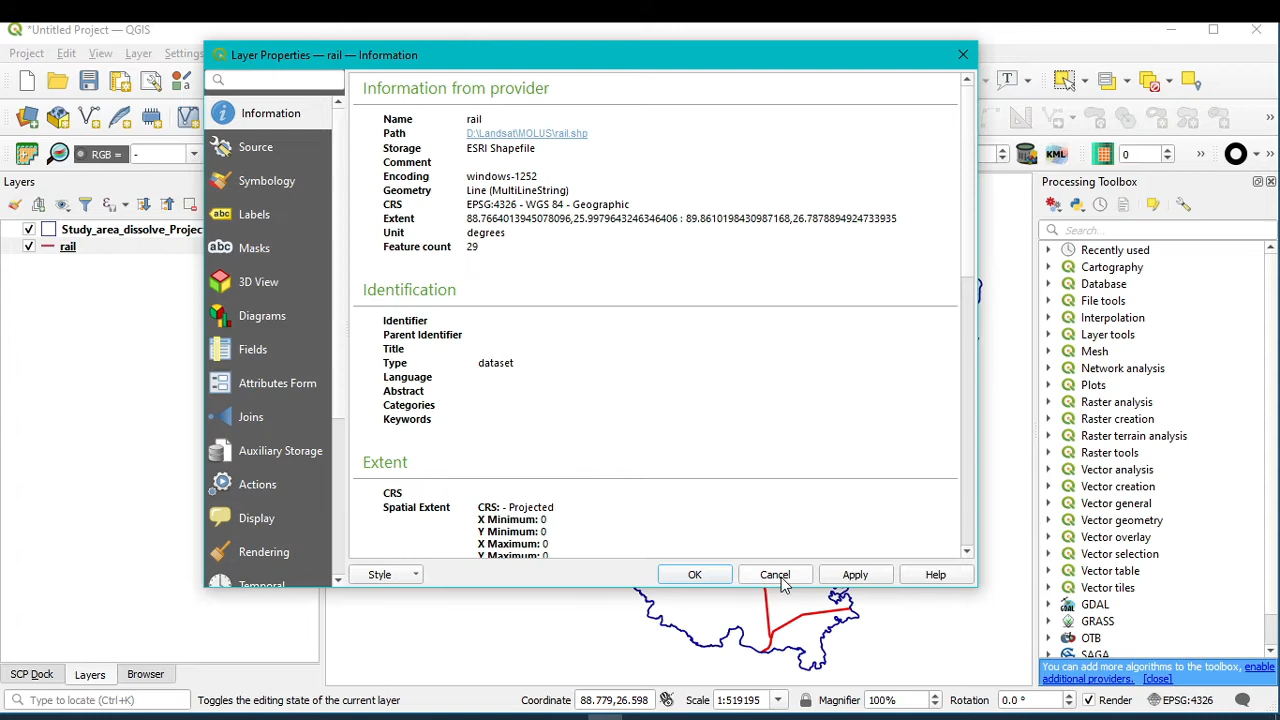 *Untitled Project — QGIS
Project Edit View Layer Settings
Layer Properties — rail — Information
T
RGB = -
0
KML
Layers
Study_area_dissolve_Projec
rail
Information
Source
Symbology
abc Labels
abc Masks
3D View
Diagrams
Fields
Attributes Form
Joins
Auxiliary Storage
Actions
Display
Rendering
Temporal
Information from provider
Name rail
Path D:\Landsat\MOLUS\rail.shp
Storage ESRI Shapefile
Comment
Encoding windows-1252
Geometry Line (MultiLineString)
CRS EPSG:4326 - WGS 84 - Geographic
Extent 88.7664013945078096,25.9979643246346406 : 89.8610198430987168,26.7878894924733935
Unit degrees
Feature count 29
Identification
Identifier
Parent Identifier
Title
Type dataset
Language
Abstract
Categories
Keywords
Extent
CRS
Spatial Extent CRS: - Projected
X Minimum: 0
Y Minimum: 0
X Maximum: 0
Y Maximum: 0
Style OK Cancel Apply Help
Processing Toolbox
Search...
Recently used
Cartography
Database
File tools
Interpolation
Layer tools
Mesh
Network analysis
Plots
Raster analysis
Raster creation
Raster terrain analysis
Raster tools
Vector analysis
Vector creation
Vector general
Vector geometry
Vector overlay
Vector selection
Vector table
Vector tiles
GDAL
GRASS
OTB
SAGA
You can add more algorithms to the toolbox, enable
additional providers. [close]
SCP Dock Layers Browser
Type to locate (Ctrl+K) Toggles the editing state of the current layer Coordinate 88.779,26.598 Scale 1:519195 Magnifier 100% Rotation 0.0 ° Render EPSG:4326